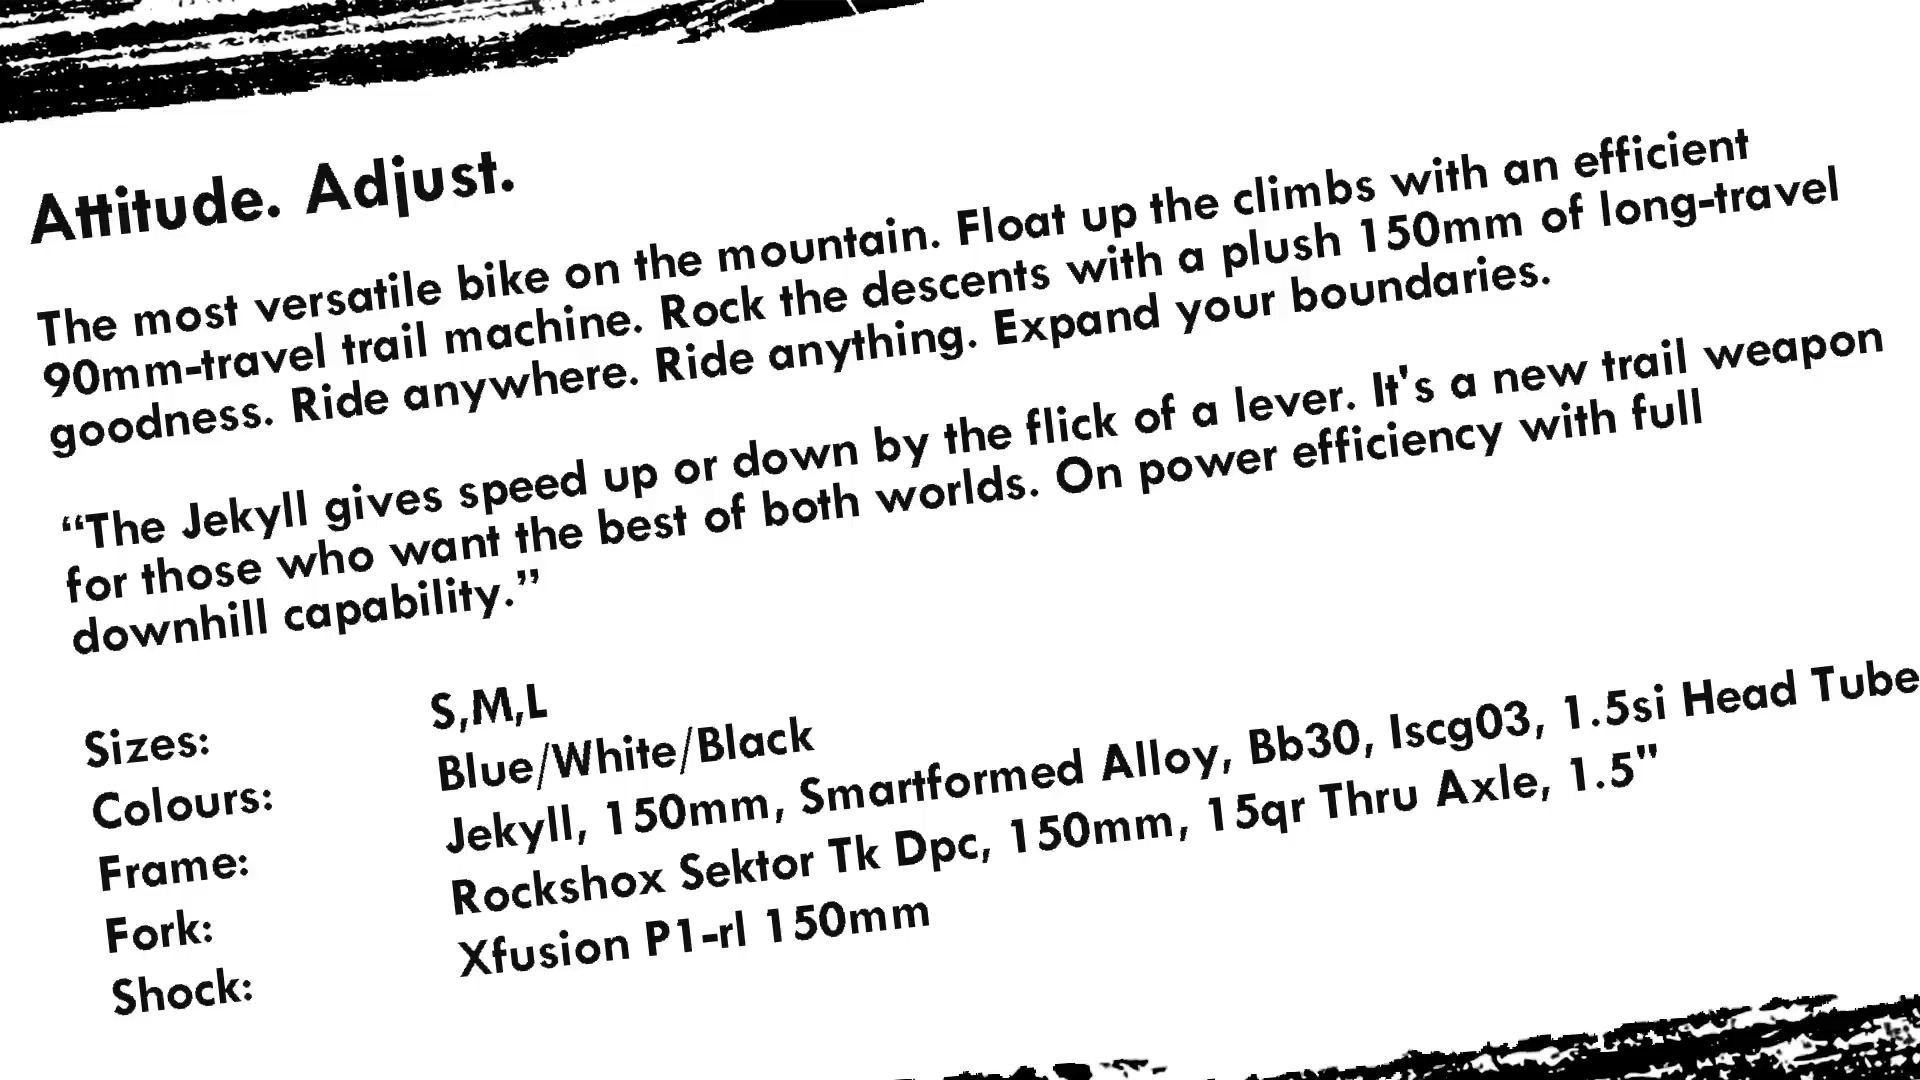 Attitude. Adjust.
The most versatile bike on the mountain. Float up the climbs with an efficient
90mm-travel trail machine. Rock the descents with a plush 150mm of long-travel
goodness. Ride anywhere. Ride anything. Expand your boundaries.
“The Jekyll gives speed up or down by the flick of a lever. It's a new trail weapon
for those who want the best of both worlds. On power efficiency with full
downhill capability.”
Sizes: S,M,L
Colours: Blue/White/Black
Frame: Jekyll, 150mm, Smartformed Alloy, Bb30, Iscg03, 1.5si Head Tube
Fork: Rockshox Sektor Tk Dpc, 150mm, 15qr Thru Axle, 1.5"
Shock: Xfusion P1-rl 150mm